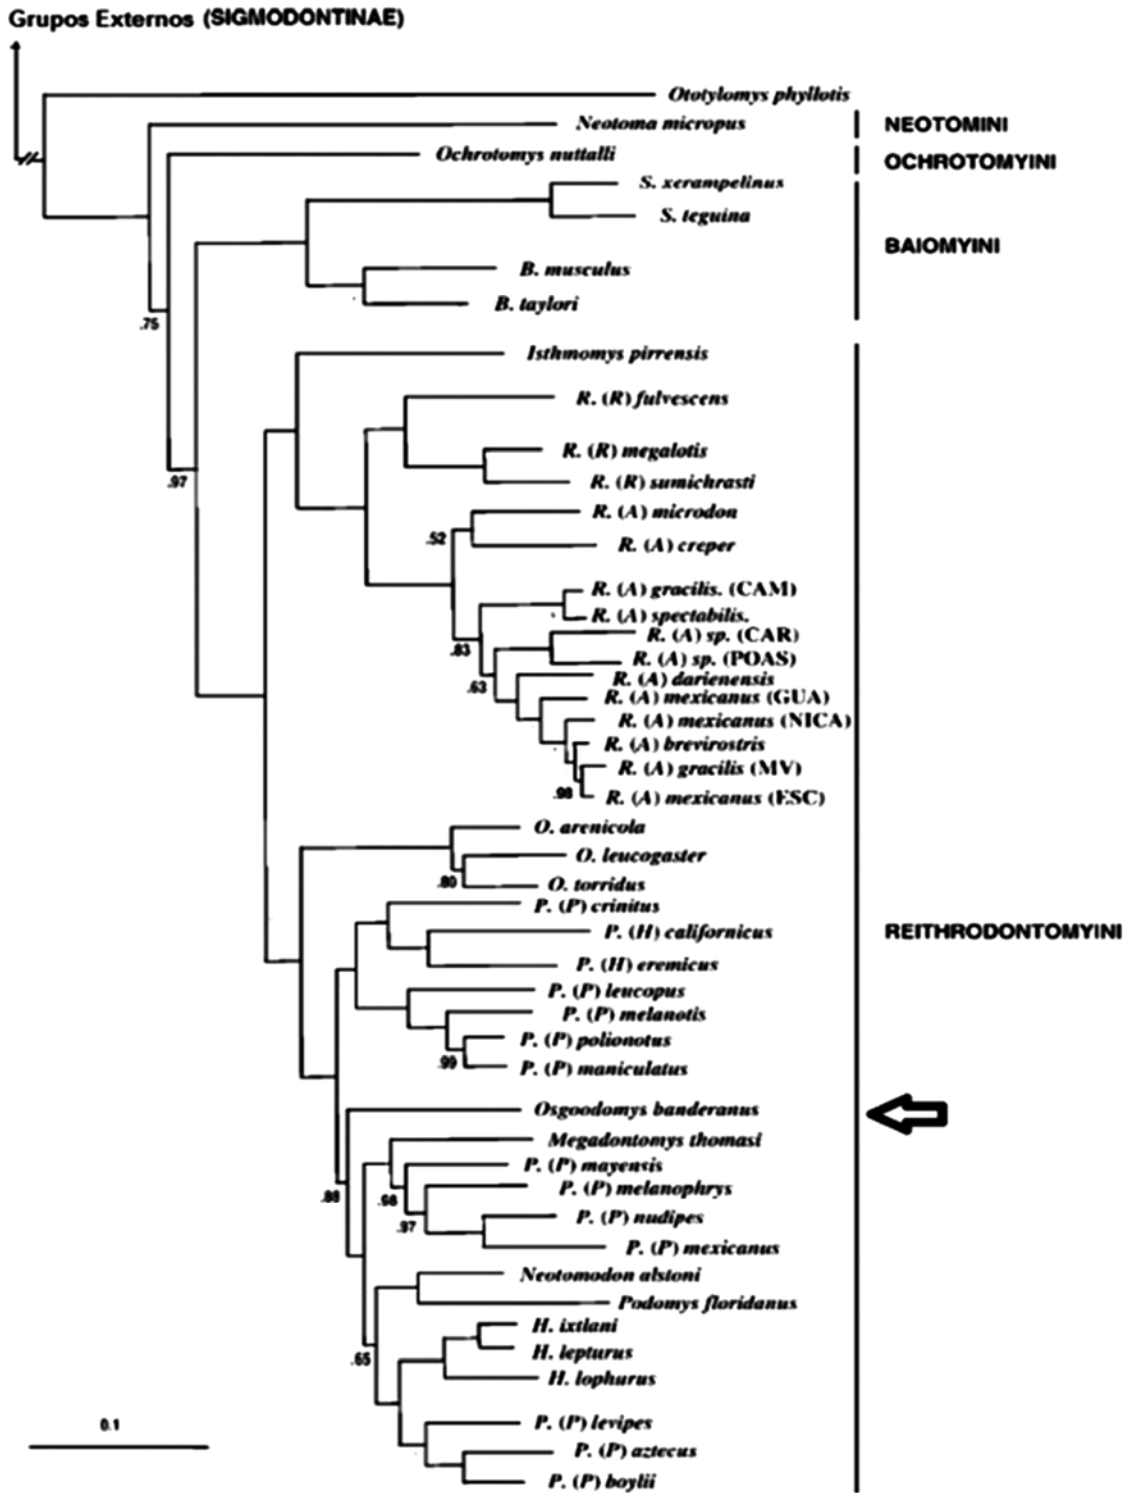 Grupos Externos (SIGMODONTINAE)
Ototylomys phyllotis
Neotoma micropus
NEOTOMINI
Ochrotomys nuttalli
OCHROTOMYINI
S. xerampelinus
S. teguina
BAIOMYINI
B. musculus
B. taylori
.75
Isthmomys pirrensis
R. (R) fulvescens
R. (R) megalotis
.97
R. (R) sumichrasti
R. (A) microdon
.52
R. (A) creper
R. (A) gracilis. (CAM)
R. (A) spectabilis.
R. (A) sp. (CAR)
.83
R. (A) sp. (POAS)
R. (A) darienensis
.63
R. (A) mexicanus (GUA)
R. (A) mexicanus (NICA)
R. (A) brevirostris
R. (A) gracilis (MV)
.98
R. (A) mexicanus (ESC)
O. arenicola
O. leucogaster
.80
O. torridus
P. (P) crinitus
P. (H) californicus
REITHRODONTOMYINI
P. (H) eremicus
P. (P) leucopus
P. (P) melanotis
P. (P) polionotus
.99
P. (P) maniculatus
Osgoodomys banderanus
Megadontomys thomasi
P. (P) mayensis
P. (P) melanophrys
.98
P. (P) nudipes
.97
P. (P) mexicanus
Neotomodon alstoni
Podomys floridanus
H. ixtlani
H. lepturus
.65
H. lophurus
P. (P) levipes
0.1
P. (P) aztecus
P. (P) boylii